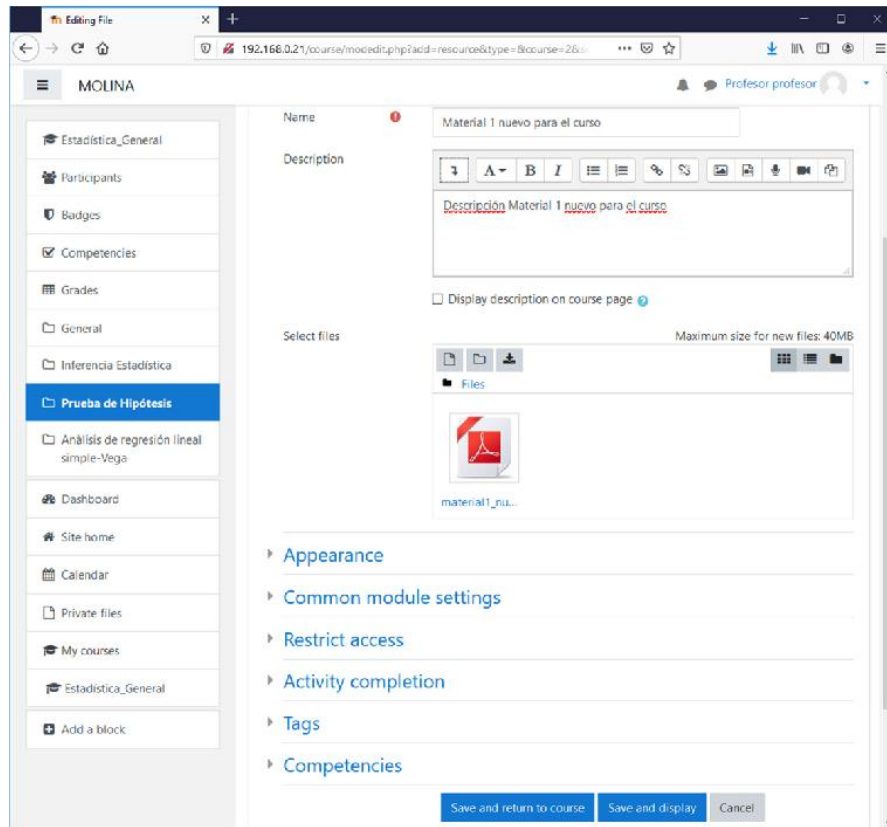 Editing File
192.168.0.21/course/modedit.php?add=resource&type=&course=2&s
MOLINA
Profesor profesor
Estadística_General
Participants
Badges
Competencies
Grades
General
Inferencia Estadística
Prueba de Hipótesis
Análisis de regresión lineal
simple-Vega
Dashboard
Site home
Calendar
Private files
My courses
Estadística_General
Add a block
Name
Material 1 nuevo para el curso
Description
A B I
Descripción Material 1 nuevo para el curso
Display description on course page
Select files
Maximum size for new files: 40MB
Files
material1_nu...
Appearance
Common module settings
Restrict access
Activity completion
Tags
Competencies
Save and return to course
Save and display
Cancel